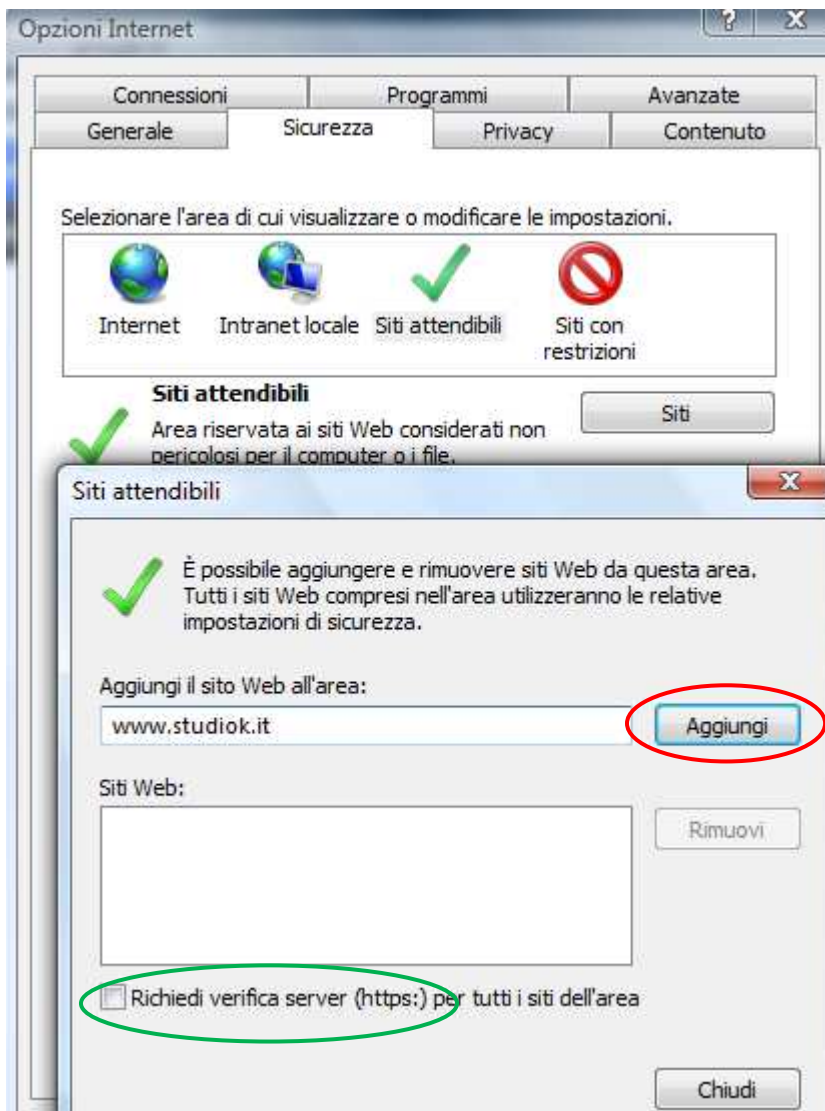 Opzioni Internet
?
X
Connessioni
Programmi
Avanzate
Generale
Sicurezza
Privacy
Contenuto
Selezionare l'area di cui visualizzare o modificare le impostazioni.
Internet
Intranet locale
Siti attendibili
Siti con
restrizioni
Siti attendibili
Area riservata ai siti Web considerati non
pericolosi per il computer o i file.
Siti
Siti attendibili
X
È possibile aggiungere e rimuovere siti Web da questa area.
Tutti i siti Web compresi nell'area utilizzeranno le relative
impostazioni di sicurezza.
Aggiungi il sito Web all'area:
www.studiok.it
Aggiungi
Siti Web:
Rimuovi
Richiedi verifica server (https:) per tutti i siti dell'area
Chiudi